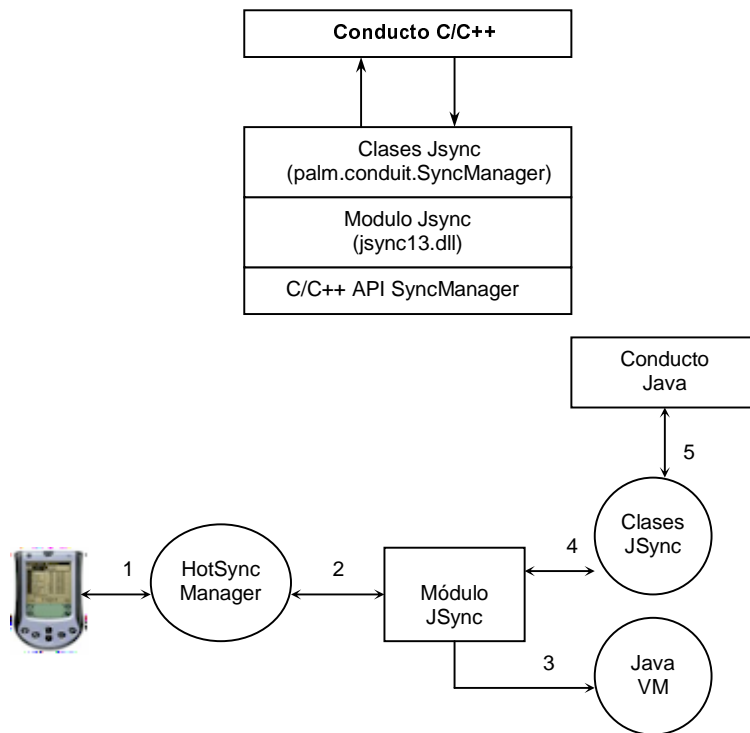 Conducto C/C++
Clases Jsync
(palm.conduit.SyncManager)
Modulo Jsync
(jsync13.dll)
C/C++ API SyncManager
Conducto
Java
5
Clases
JSync
4
1
HotSync
Manager
2
Módulo
JSync
3
Java
VM